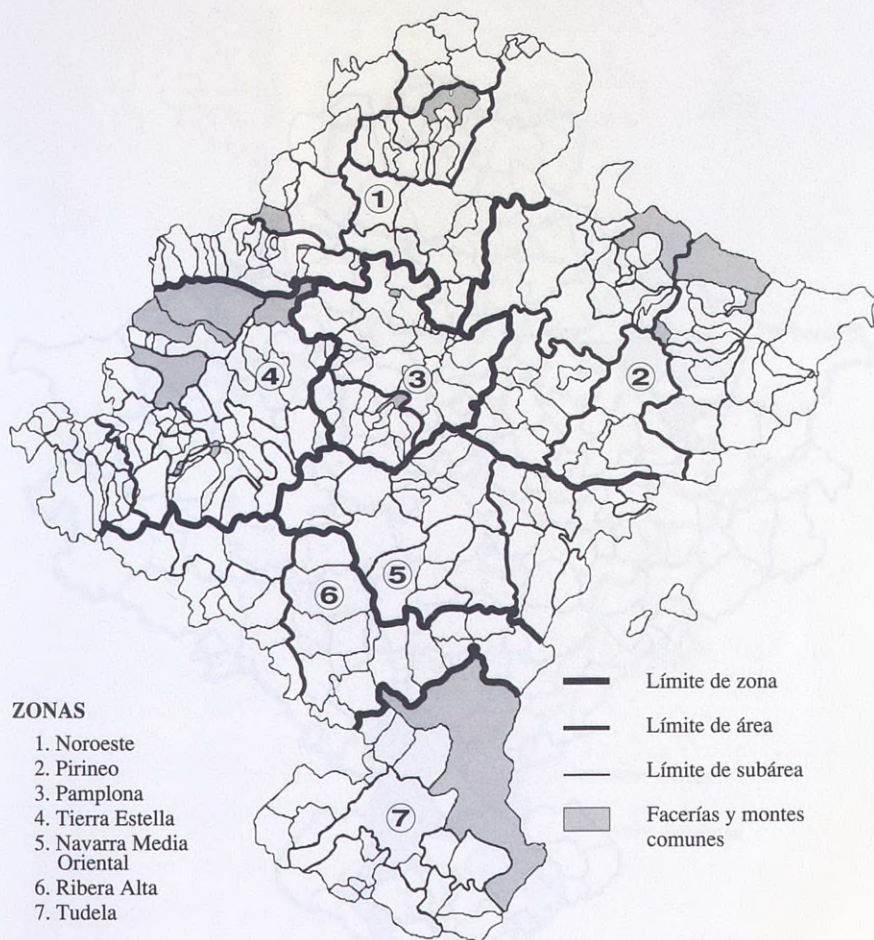 1
4
3
2
5
6
7
ZONAS
1. Noroeste
2. Pirineo
3. Pamplona
4. Tierra Estella
5. Navarra Media
Oriental
6. Ribera Alta
7. Tudela
Límite de zona
Límite de área
Límite de subárea
Facerías y montes
comunes